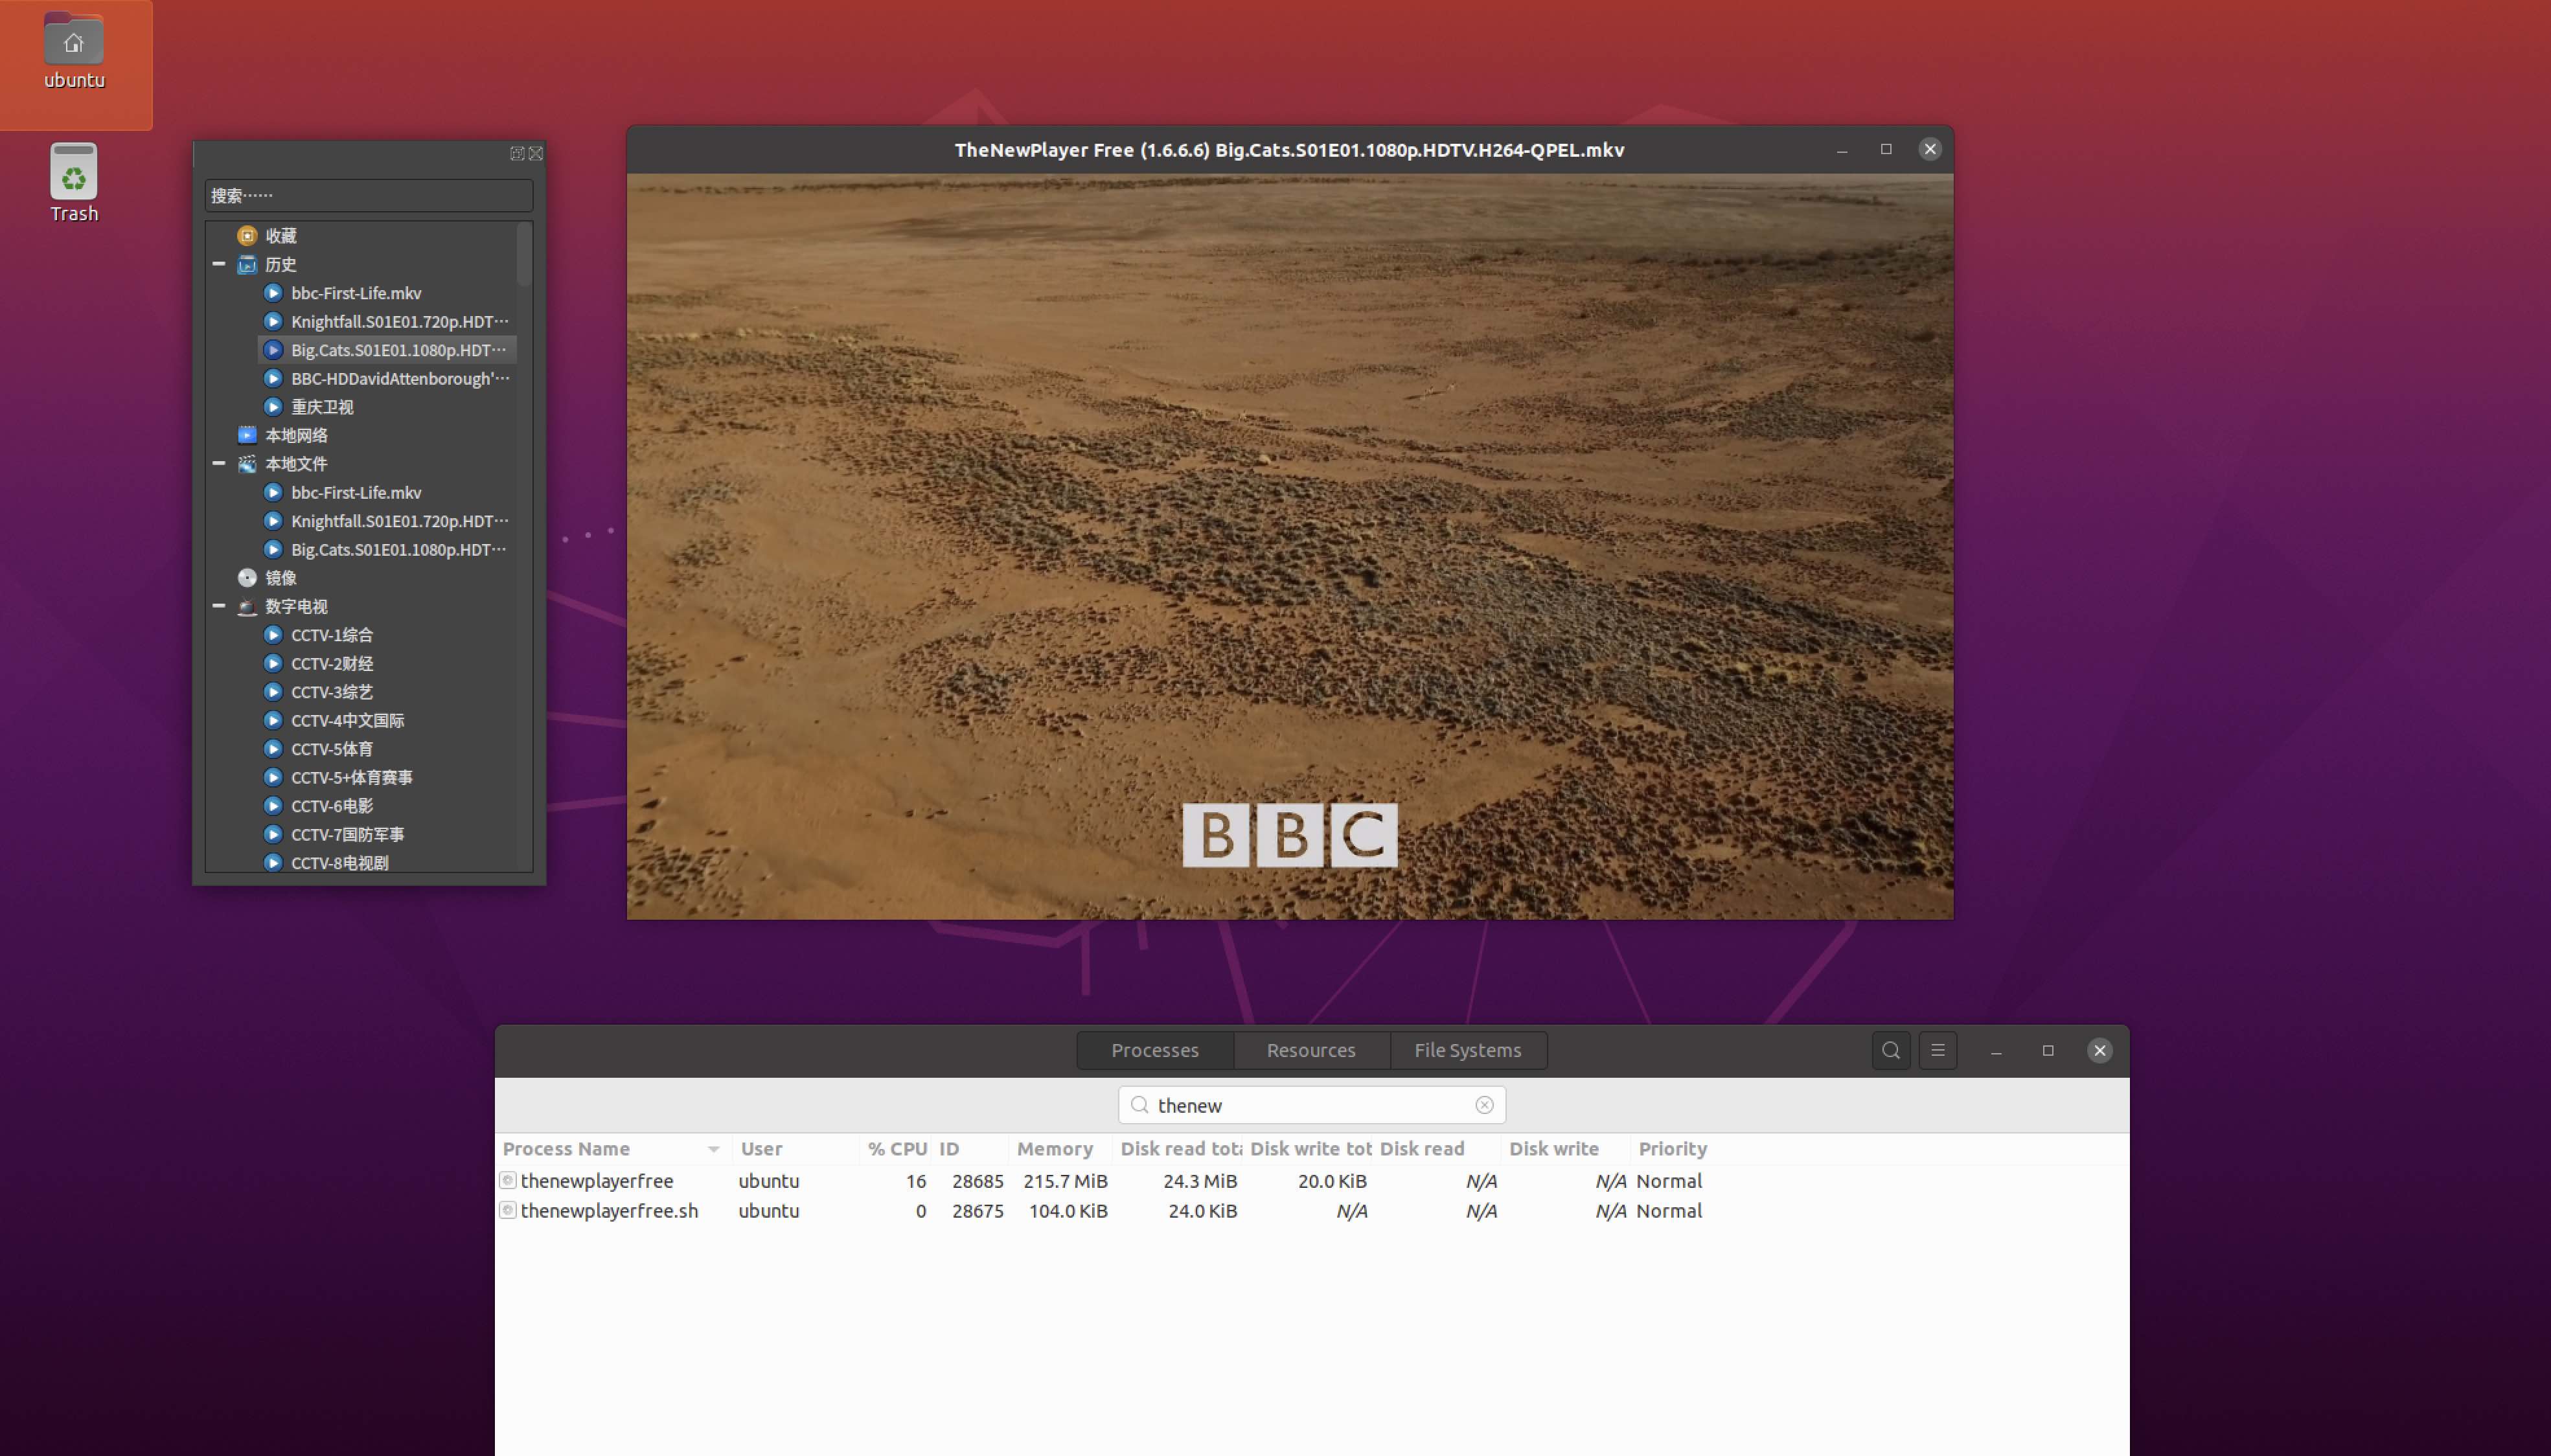 ubuntu
Trash
搜索······
收藏
历史
bbc-First-Life.mkv
Knightfall.S01E01.720p.HDT···
Big.Cats.S01E01.1080p.HDT···
BBC-HDDavidAttenborough'···
重庆卫视
本地网络
本地文件
bbc-First-Life.mkv
Knightfall.S01E01.720p.HDT···
Big.Cats.S01E01.1080p.HDT···
镜像
数字电视
CCTV-1综合
CCTV-2财经
CCTV-3综艺
CCTV-4中文国际
CCTV-5体育
CCTV-5+体育赛事
CCTV-6电影
CCTV-7国防军事
CCTV-8电视剧
TheNewPlayer Free (1.6.6.6) Big.Cats.S01E01.1080p.HDTV.H264-QPEL.mkv
BBC
Processes Resources File Systems
thenew
Process Name User % CPU ID Memory Disk read tota Disk write tot Disk read Disk write Priority
thenewplayerfree ubuntu 16 28685 215.7 MiB 24.3 MiB 20.0 KiB N/A N/A Normal
thenewplayerfree.sh ubuntu 0 28675 104.0 KiB 24.0 KiB N/A N/A N/A Normal